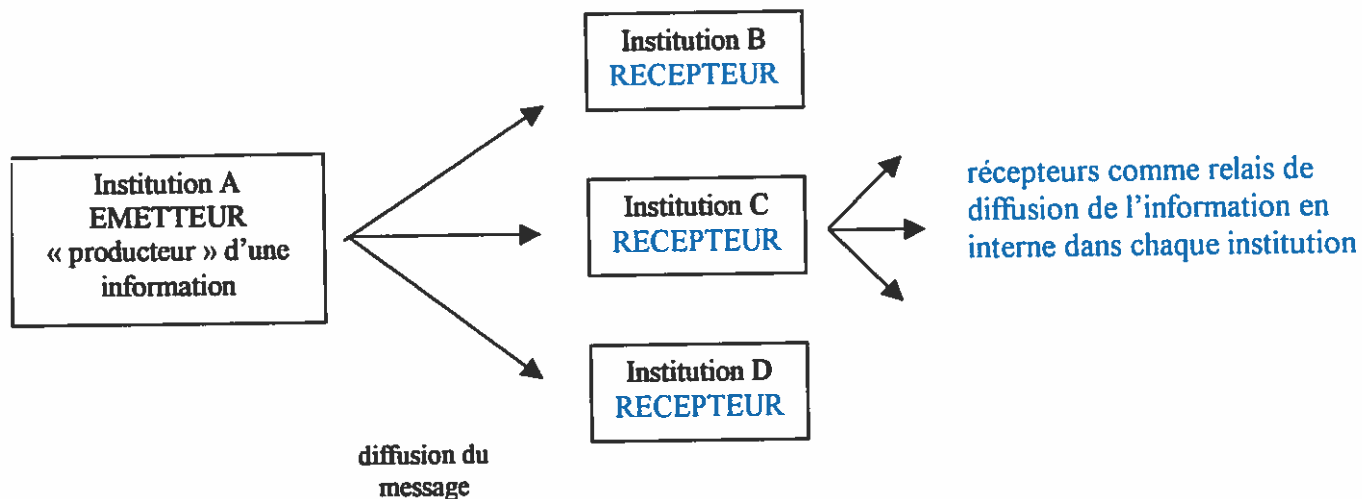 Institution A
EMETTEUR
« producteur » d'une
information
diffusion du
message
Institution B
RECEPTEUR
Institution C
RECEPTEUR
Institution D
RECEPTEUR
récepteurs comme relais de
diffusion de l'information en
interne dans chaque institution